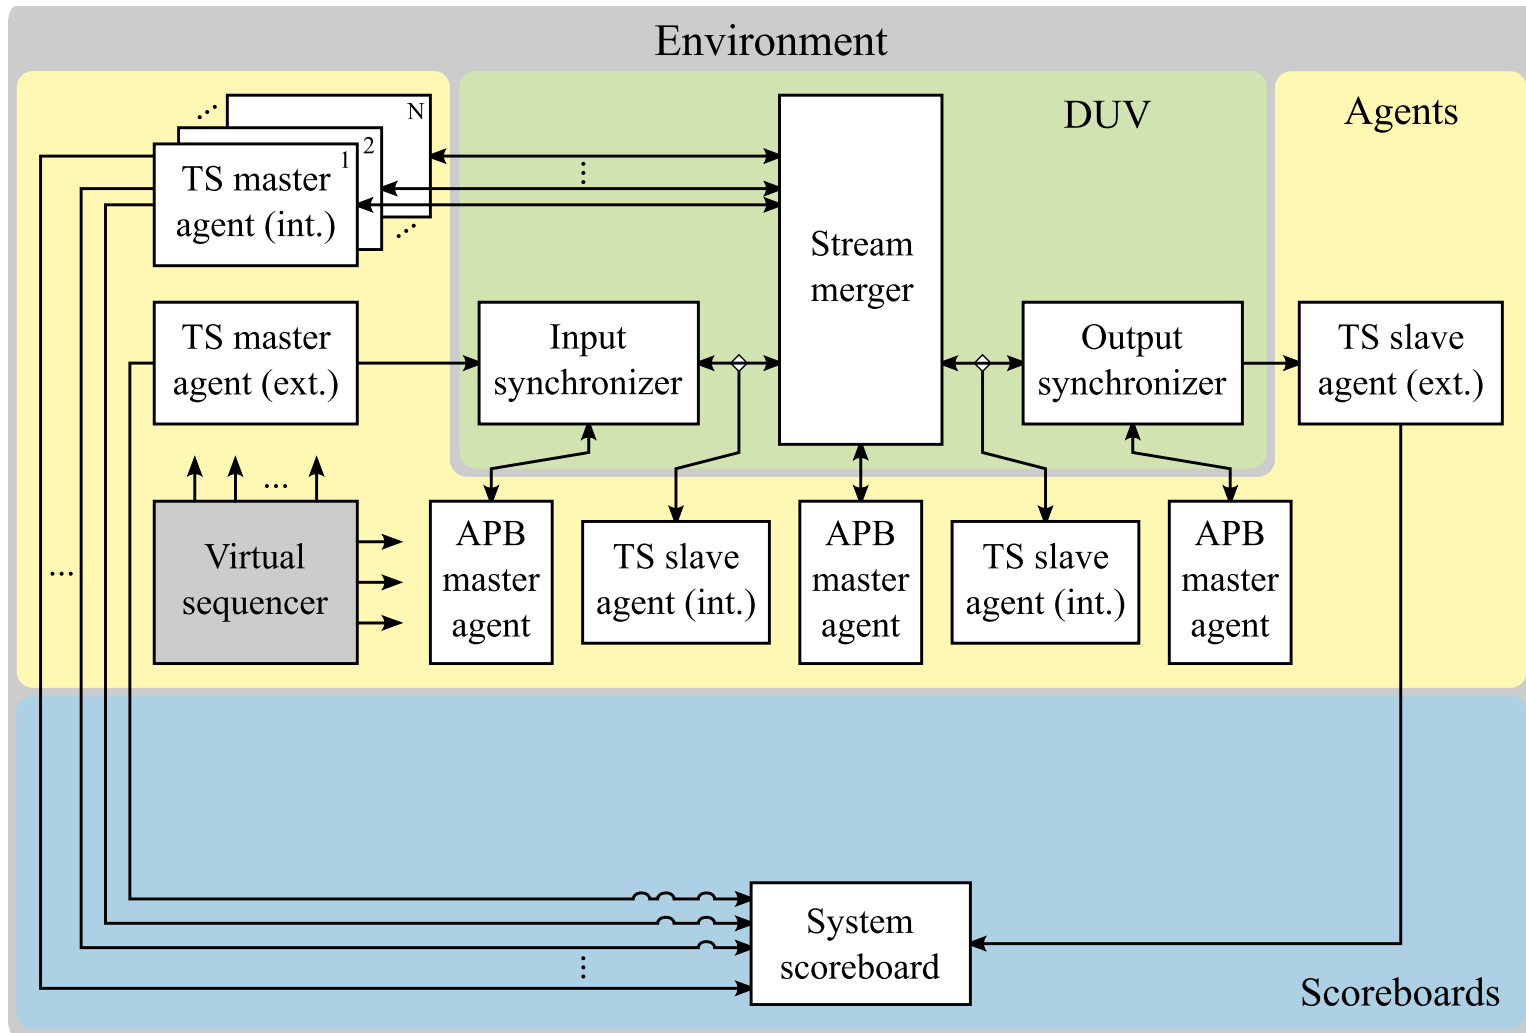 Environment
DUV
Agents
N
2
1
TS master
agent (int.)
Stream
merger
TS master
agent (ext.)
Input
synchronizer
Output
synchronizer
TS slave
agent (ext.)
...
Virtual
sequencer
APB
master
agent
TS slave
agent (int.)
APB
master
agent
TS slave
agent (int.)
APB
master
agent
...
System
scoreboard
Scoreboards